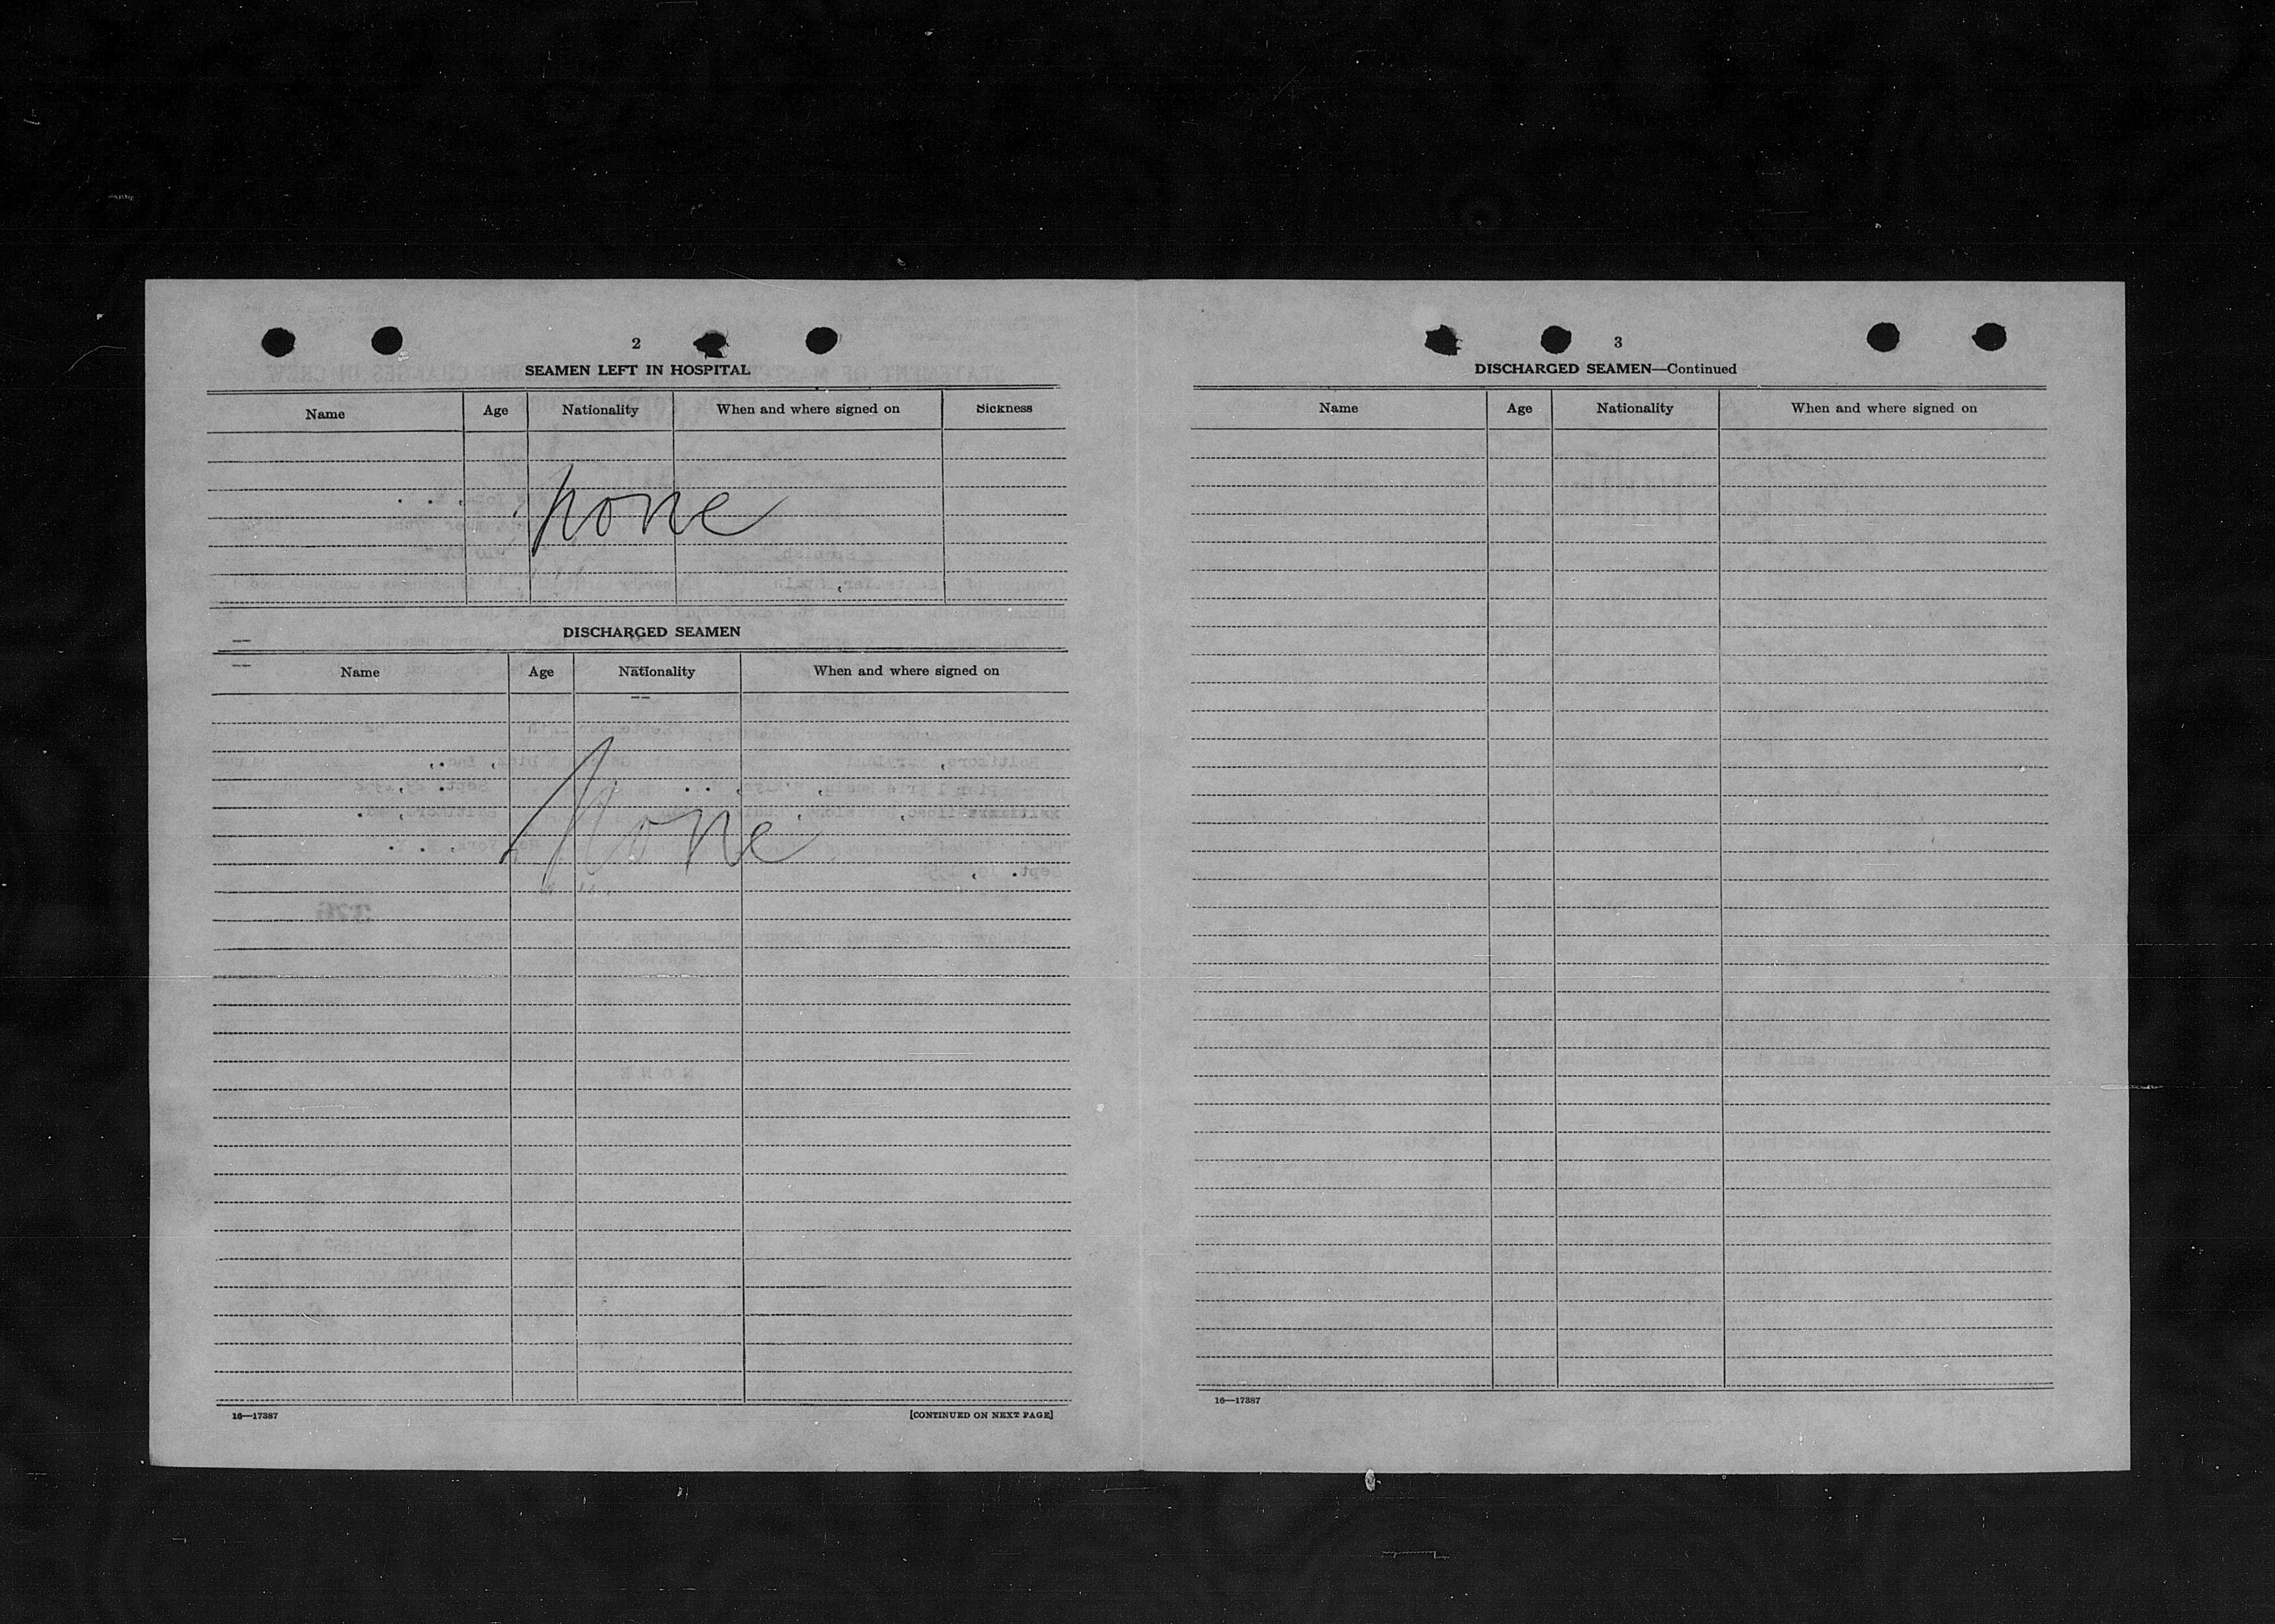 2
SEAMEN LEFT IN HOSPITAL
Name Age Nationality When and where signed on Sickness
none
DISCHARGED SEAMEN
Name Age Nationality When and where signed on
None
16—17387 [CONTINUED ON NEXT PAGE]
3
DISCHARGED SEAMEN—Continued
Name Age Nationality When and where signed on
16—17387